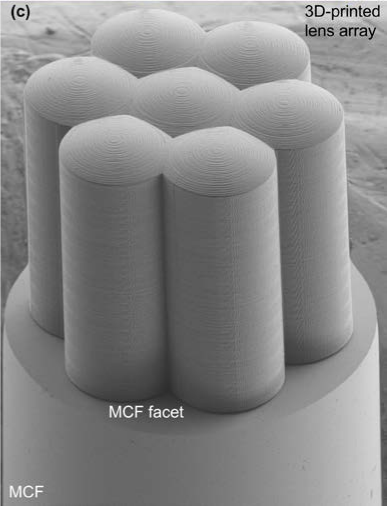 (c)
3D-printed
lens array
MCF facet
MCF